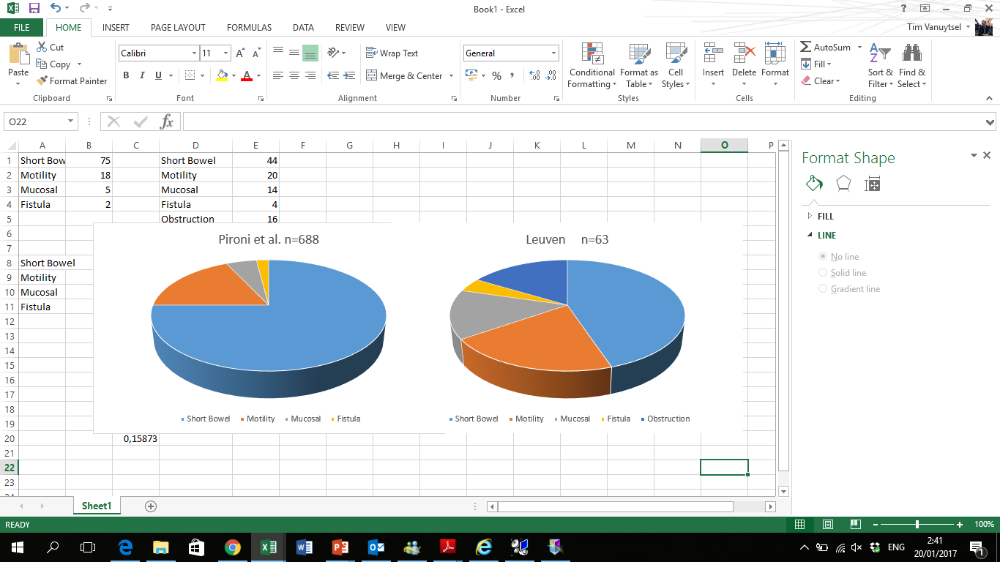 Book1 - Excel
?
FILE HOME INSERT PAGE LAYOUT FORMULAS DATA REVIEW VIEW Tim Vanuytsel
Paste
Cut
Copy
Format Painter
Clipboard
Calibri 11
A A
B I U A
Font
Wrap Text
Merge & Center
Alignment
General
% ,
Number
Conditional Formatting
Format as Table
Cell Styles
Styles
Insert Delete Format
Cells
AutoSum
Fill
Clear
Sort & Filter
Find & Select
Editing
O22 fx
A B C D E F G H I J K L M N O P
1 Short Bow 75 Short Bowel 44
2 Motility 18 Motility 20
3 Mucosal 5 Mucosal 14
4 Fistula 2 Fistula 4
5 Obstruction 16
6
7
8 Short Bowel
9 Motility
10 Mucosal
11 Fistula
12
13
14
15
16
17
18
19
20 0,15873
21
22
23
24
Pironi et al. n=688
Short Bowel Motility Mucosal Fistula
Leuven n=63
Short Bowel Motility Mucosal Fistula Obstruction
Format Shape
FILL
LINE
No line
Solid line
Gradient line
Sheet1
READY 100%
ENG 2:41
20/01/2017
1